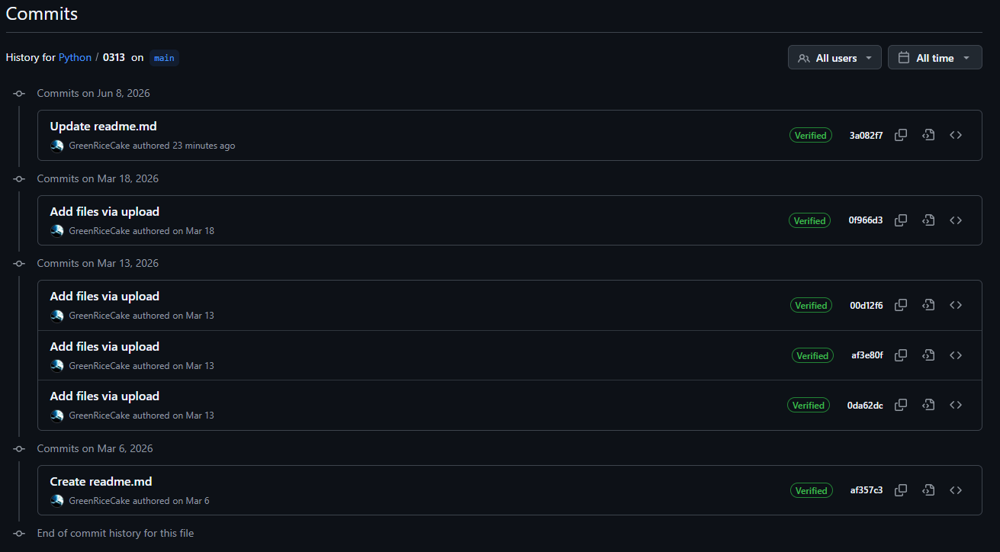 Commits
History for Python / 0313 on main
All users
All time
Commits on Jun 8, 2026
Update readme.md
GreenRiceCake authored 23 minutes ago
Verified
3a082f7
Commits on Mar 18, 2026
Add files via upload
GreenRiceCake authored on Mar 18
Verified
0f966d3
Commits on Mar 13, 2026
Add files via upload
GreenRiceCake authored on Mar 13
Verified
00d12f6
Add files via upload
GreenRiceCake authored on Mar 13
Verified
af3e80f
Add files via upload
GreenRiceCake authored on Mar 13
Verified
0da62dc
Commits on Mar 6, 2026
Create readme.md
GreenRiceCake authored on Mar 6
Verified
af357c3
End of commit history for this file